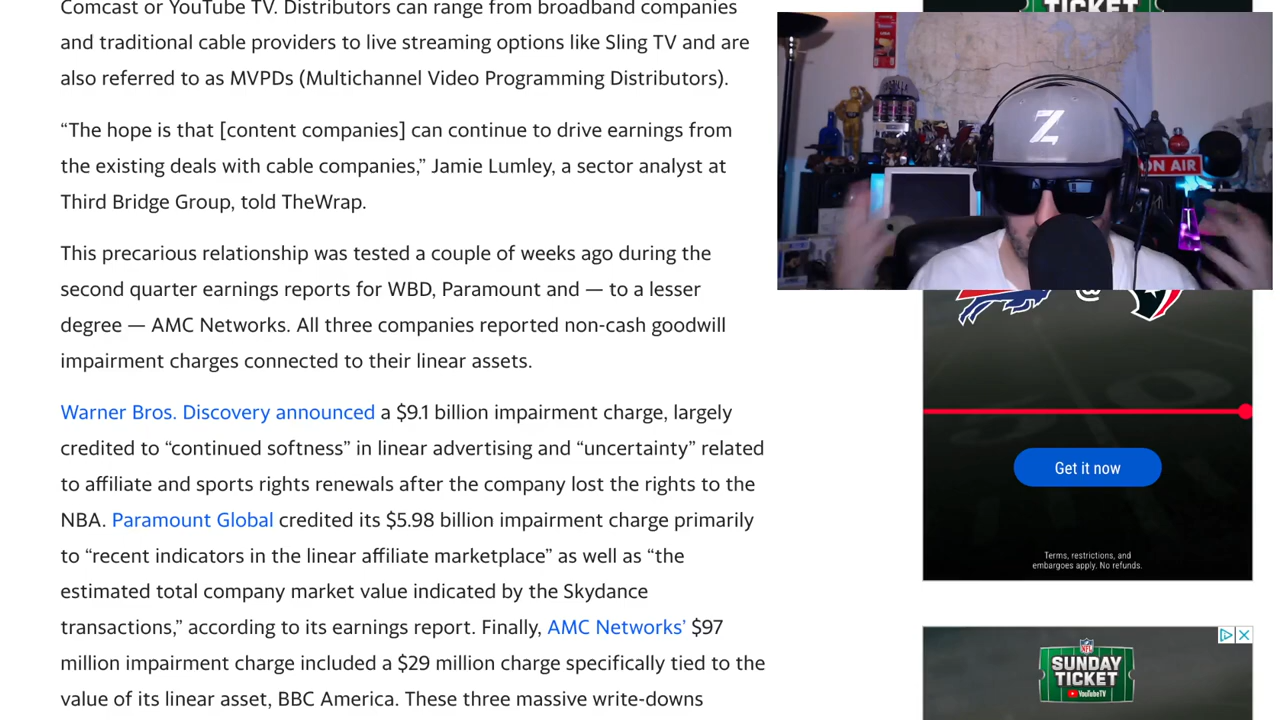 Comcast or YouTube TV. Distributors can range from broadband companies
and traditional cable providers to live streaming options like Sling TV and are
also referred to as MVPDs (Multichannel Video Programming Distributors).
“The hope is that [content companies] can continue to drive earnings from
the existing deals with cable companies,” Jamie Lumley, a sector analyst at
Third Bridge Group, told TheWrap.
This precarious relationship was tested a couple of weeks ago during the
second quarter earnings reports for WBD, Paramount and — to a lesser
degree — AMC Networks. All three companies reported non-cash goodwill
impairment charges connected to their linear assets.
Warner Bros. Discovery announced a $9.1 billion impairment charge, largely
credited to “continued softness” in linear advertising and “uncertainty” related
to affiliate and sports rights renewals after the company lost the rights to the
NBA. Paramount Global credited its $5.98 billion impairment charge primarily
to “recent indicators in the linear affiliate marketplace” as well as “the
estimated total company market value indicated by the Skydance
transactions,” according to its earnings report. Finally, AMC Networks’ $97
million impairment charge included a $29 million charge specifically tied to the
value of its linear asset, BBC America. These three massive write-downs
TICKET
Z
ON AIR
@
Get it now
Terms, restrictions, and
embargoes apply. No refunds.
NFL
SUNDAY
TICKET
YouTubeTV